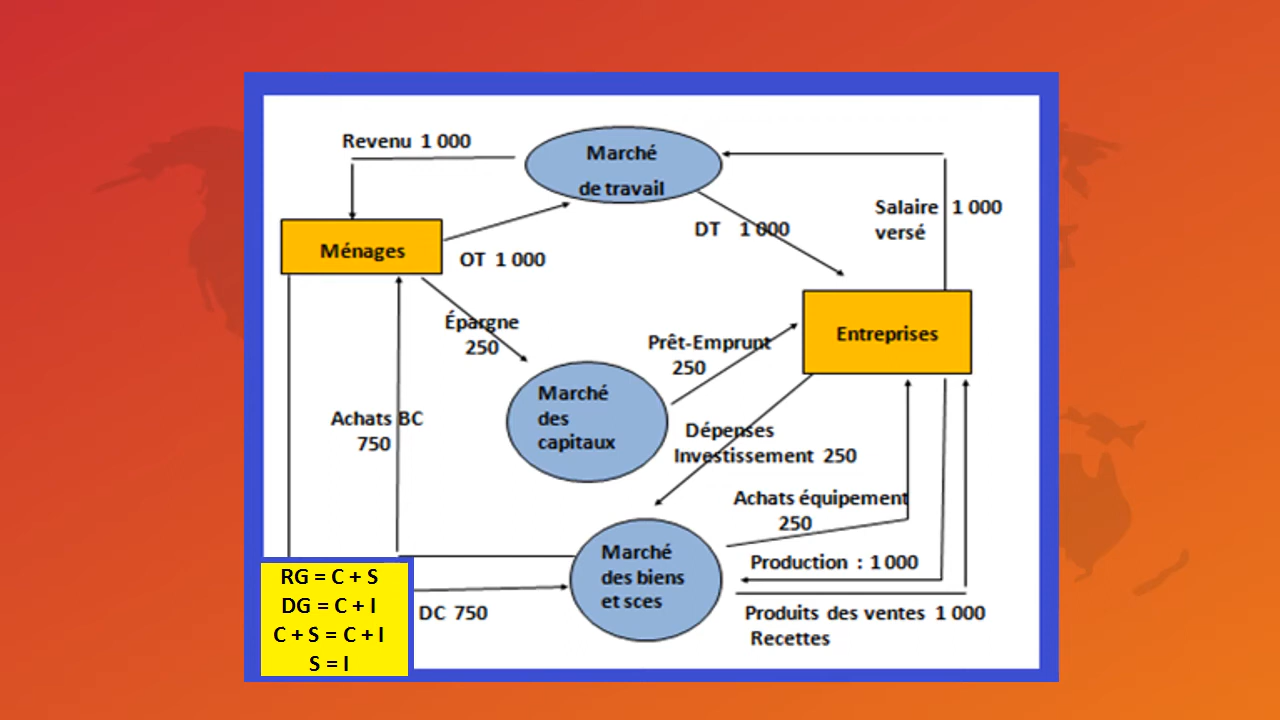 Revenu 1 000
Marché
de travail
Salaire 1 000
versé
DT 1 000
Ménages
OT 1 000
Épargne
250
Prêt-Emprunt
250
Entreprises
Marché
des
capitaux
Achats BC
750
Dépenses
Investissement 250
Achats équipement
250
Marché
des biens
et sces
Production : 1 000
DC 750
Produits des ventes 1 000
Recettes
RG = C + S
DG = C + I
C + S = C + I
S = I